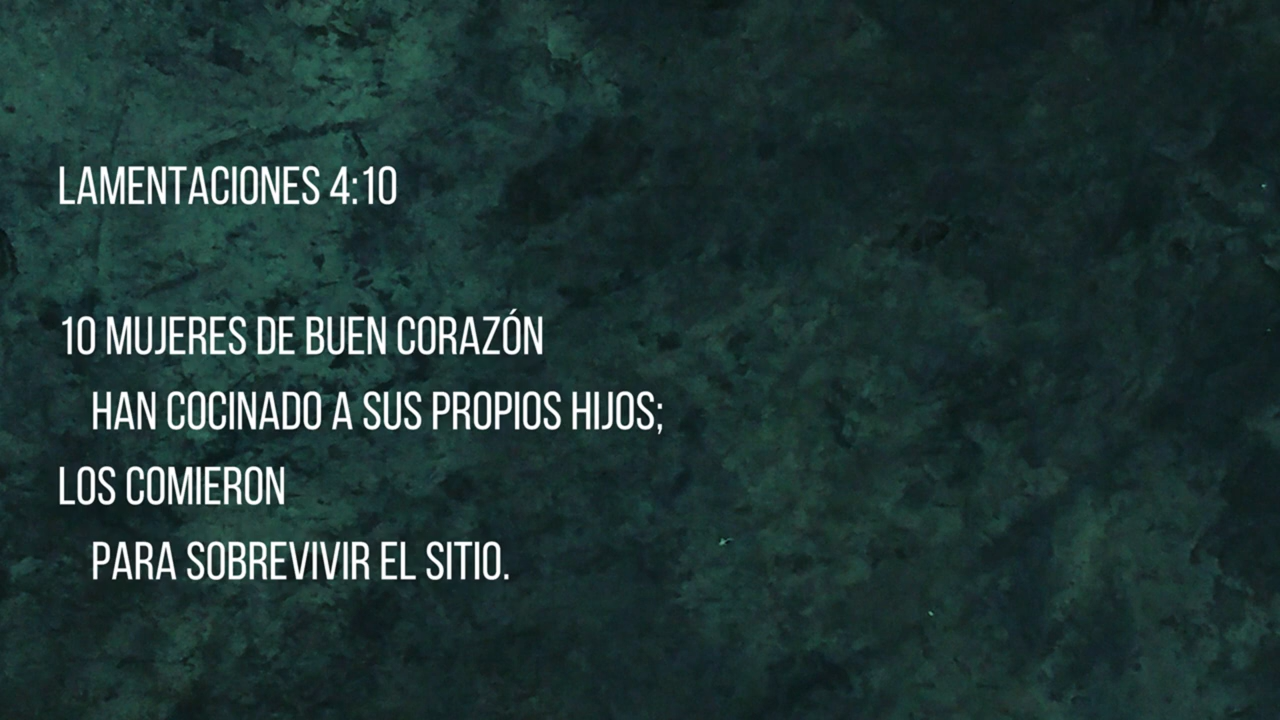 LAMENTACIONES 4:10
10 MUJERES DE BUEN CORAZÓN
HAN COCINADO A SUS PROPIOS HIJOS;
LOS COMIERON
PARA SOBREVIVIR EL SITIO.